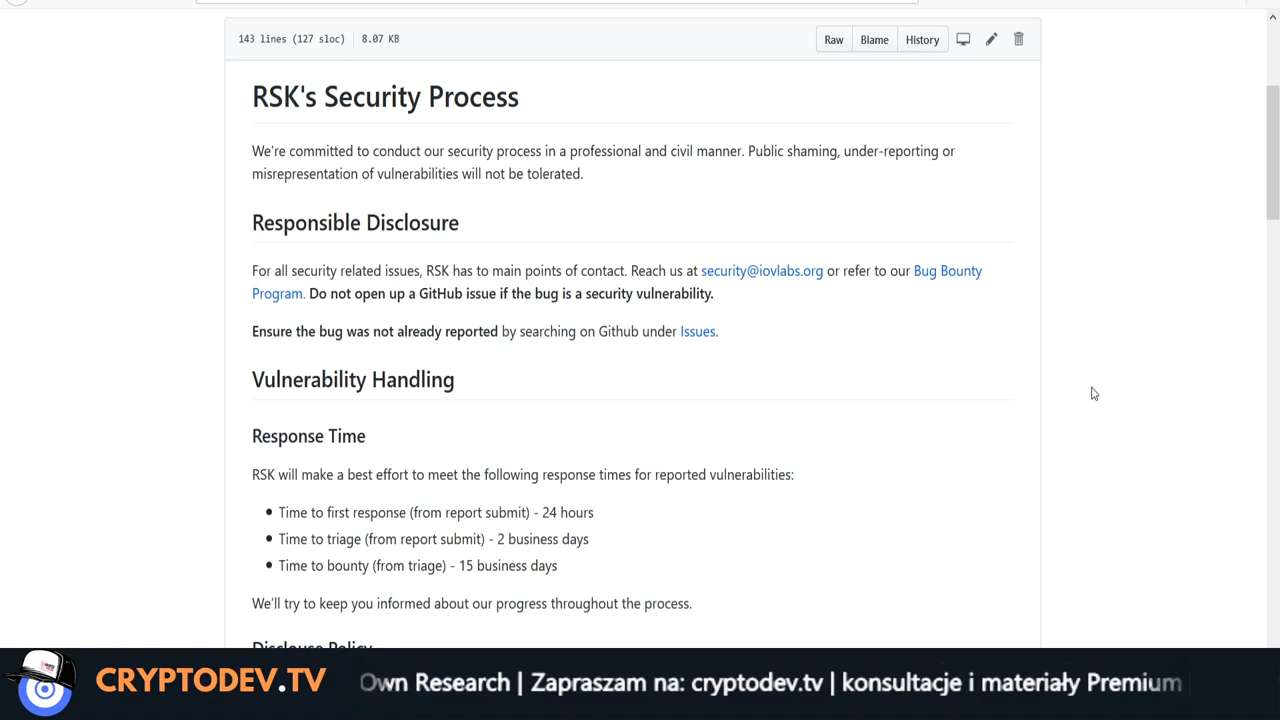 143 lines (127 sloc) 8.07 KB
Raw Blame History
RSK's Security Process
We're committed to conduct our security process in a professional and civil manner. Public shaming, under-reporting or
misrepresentation of vulnerabilities will not be tolerated.
Responsible Disclosure
For all security related issues, RSK has to main points of contact. Reach us at security@iovlabs.org or refer to our Bug Bounty
Program. Do not open up a GitHub issue if the bug is a security vulnerability.
Ensure the bug was not already reported by searching on Github under Issues.
Vulnerability Handling
Response Time
RSK will make a best effort to meet the following response times for reported vulnerabilities:
• Time to first response (from report submit) - 24 hours
• Time to triage (from report submit) - 2 business days
• Time to bounty (from triage) - 15 business days
We'll try to keep you informed about our progress throughout the process.
Disclouse Policy
CRYPTODEV.TV Own Research | Zapraszam na: cryptodev.tv | konsultacje i materiały Premium